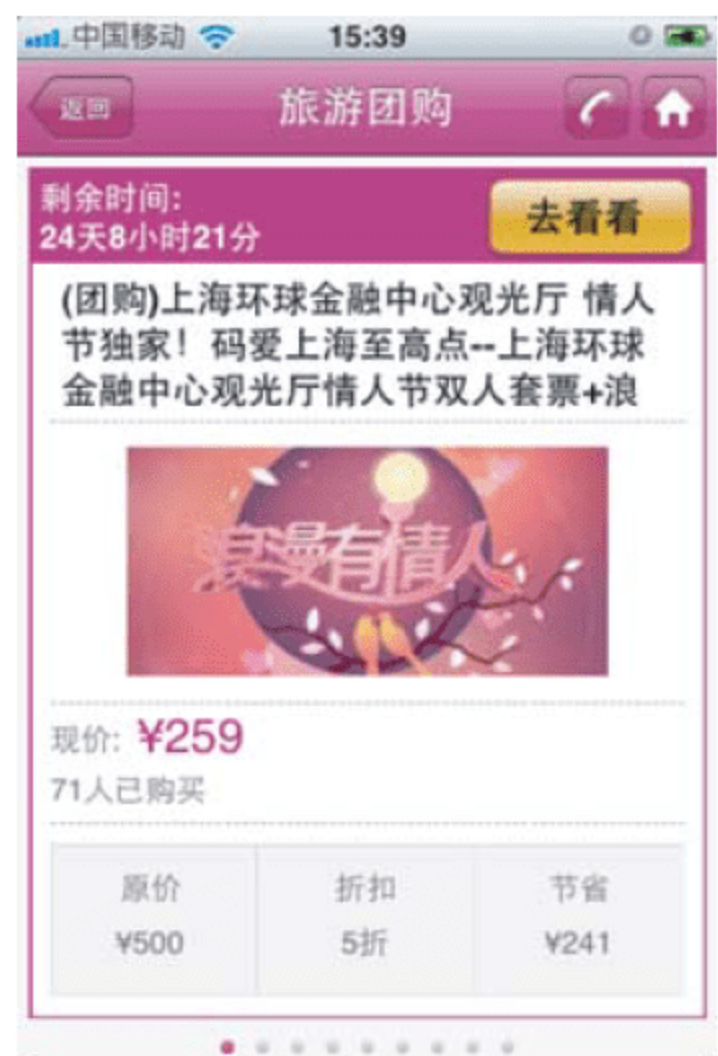 中国移动 15:39
返回 旅游团购
剩余时间:
24天8小时21分
去看看
(团购)上海环球金融中心观光厅 情人
节独家！码爱上海至高点--上海环球
金融中心观光厅情人节双人套票+浪
浪漫有情人
现价: ¥259
71人已购买
原价 折扣 节省
¥500 5折 ¥241